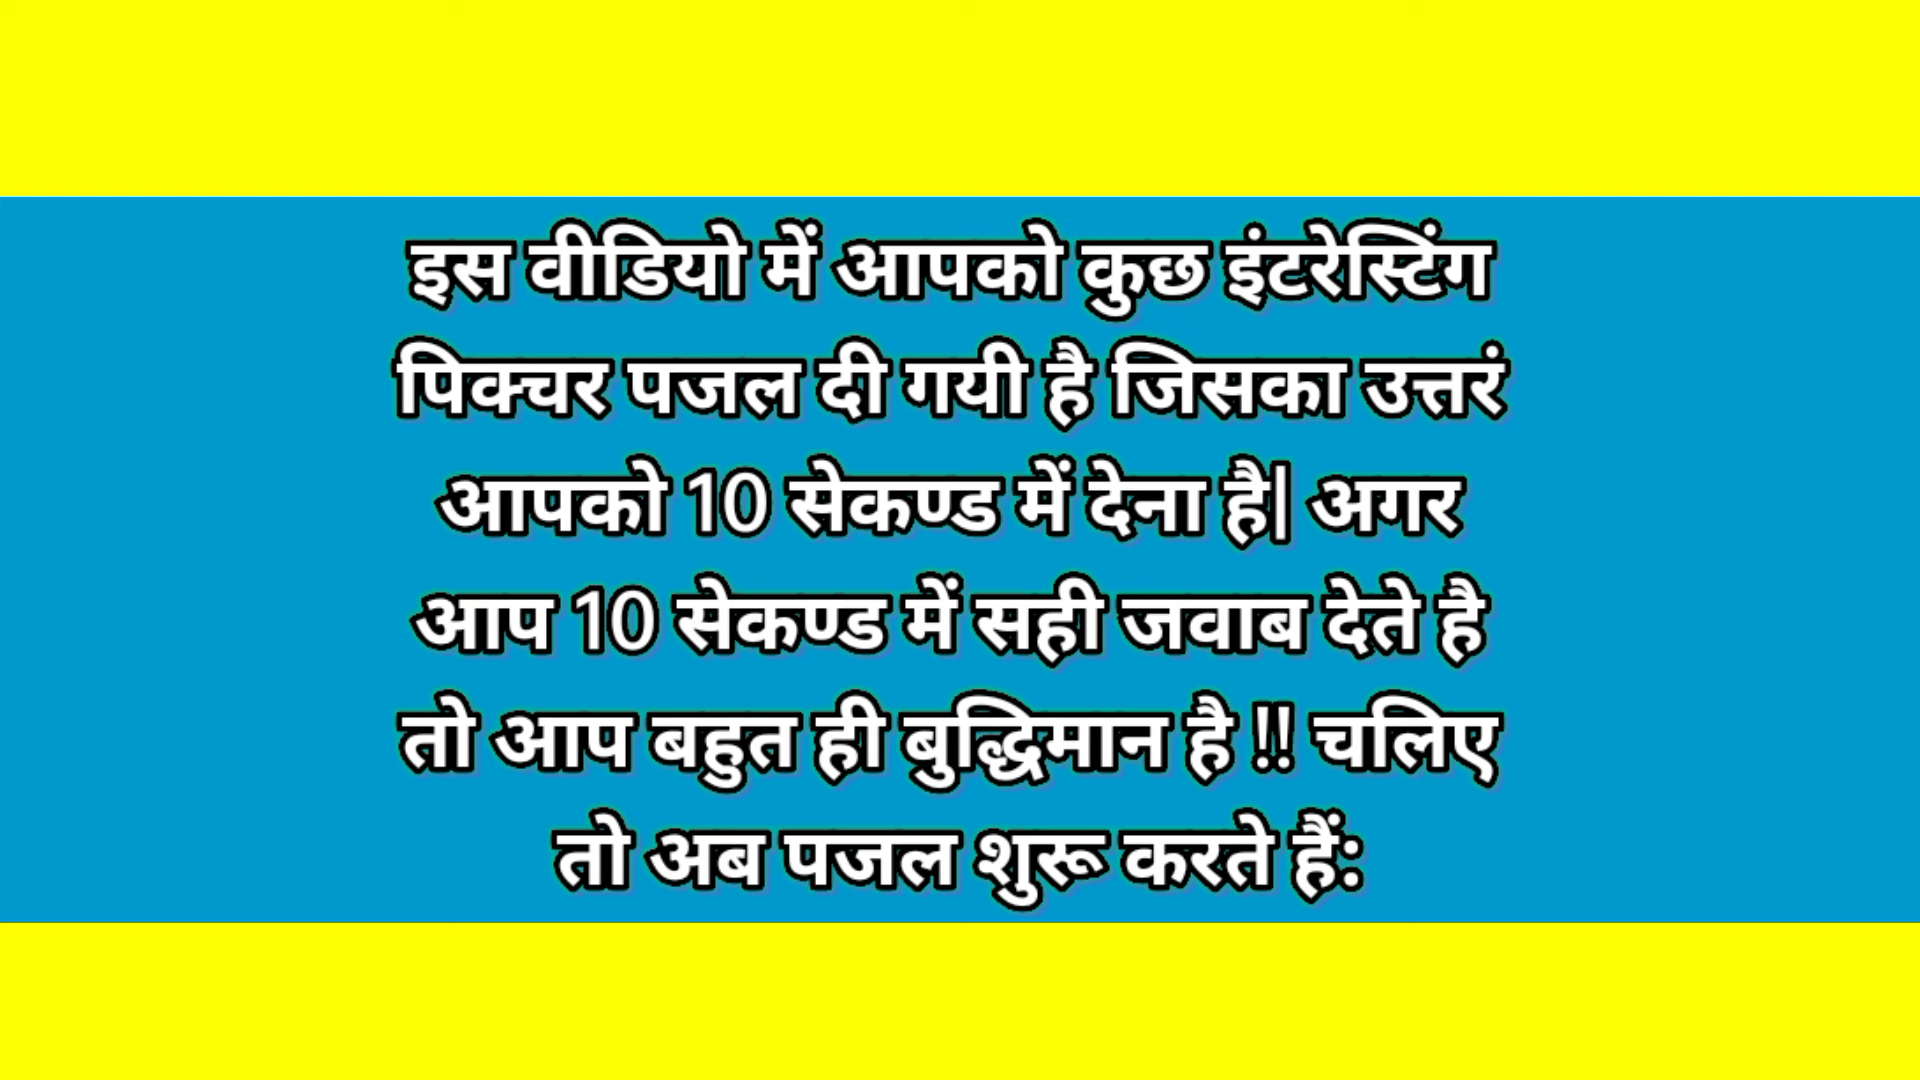 इस वीडियो में आपको कुछ इंटरेस्टिंग
पिक्चर पजल दी गयी है जिसका उत्तरं
आपको 10 सेकण्ड में देना है| अगर
आप 10 सेकण्ड में सही जवाब देते है
तो आप बहुत ही बुद्धिमान है !! चलिए
तो अब पजल शुरू करते हैं: